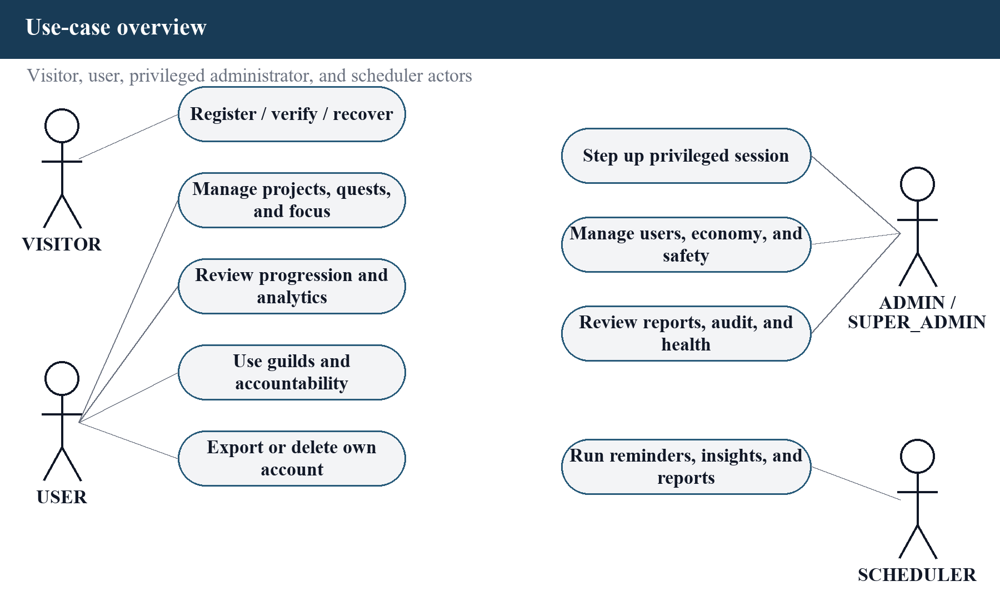 Use-case overview
Visitor, user, privileged administrator, and scheduler actors
Register / verify / recover
VISITOR
Manage projects, quests,
and focus
Review progression and
analytics
Use guilds and
accountability
Export or delete own
account
USER
Step up privileged session
Manage users, economy, and
safety
Review reports, audit, and
health
ADMIN /
SUPER_ADMIN
Run reminders, insights, and
reports
SCHEDULER